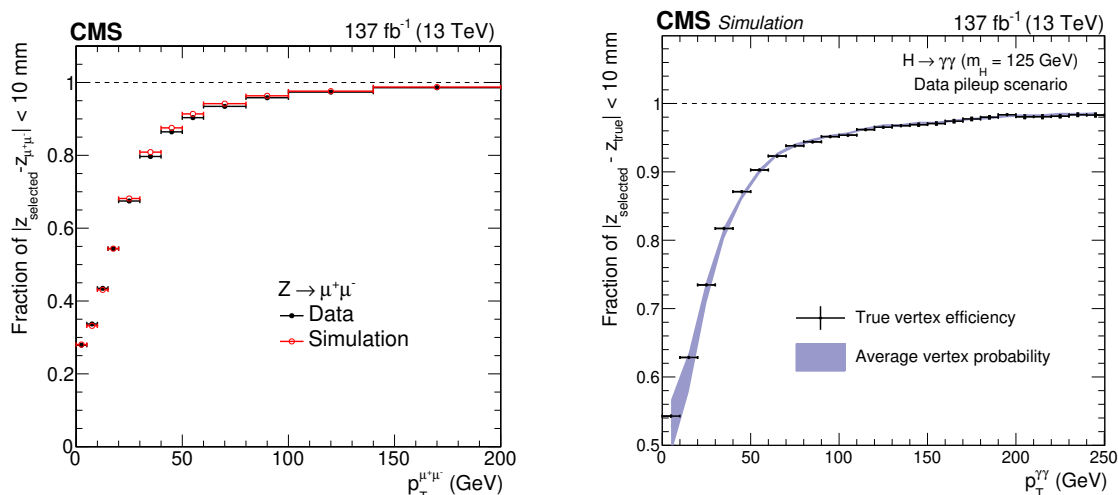 CMS 137 fb⁻¹ (13 TeV)
Fraction of |z_selected-z_μ⁺μ⁻| < 10 mm
1
0.8
0.6
0.4
0.2
0
Z → μ⁺μ⁻
Data
Simulation
0 50 100 150 200
p_T^μ⁺μ⁻ (GeV)
CMS Simulation 137 fb⁻¹ (13 TeV)
Fraction of |z_selected - z_true| < 10 mm
H → γγ (m_H = 125 GeV)
Data pileup scenario
1
0.9
0.8
0.7
0.6
0.5
True vertex efficiency
Average vertex probability
0 50 100 150 200 250
p_T^γγ (GeV)